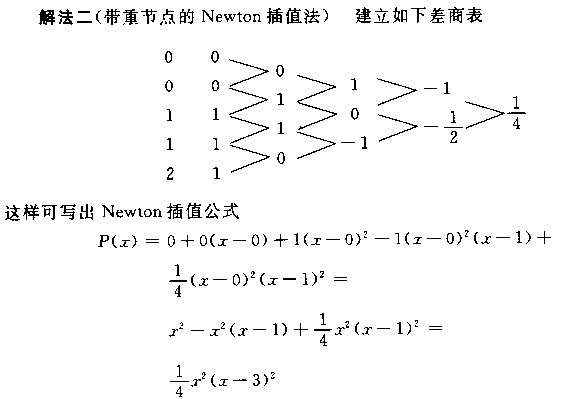 解法二(带重节点的 Newton 插值法) 建立如下差商表
0 0
0
0 0 1 -1
1
1 1 0 1/4
1 -1/2
1 1 -1
0
2 1
这样可写出 Newton 插值公式
P(x) = 0 + 0(x-0) + 1(x-0)² - 1(x-0)²(x-1) +
1/4(x-0)²(x-1)² =
x² - x²(x-1) + 1/4x²(x-1)² =
1/4x²(x-3)²